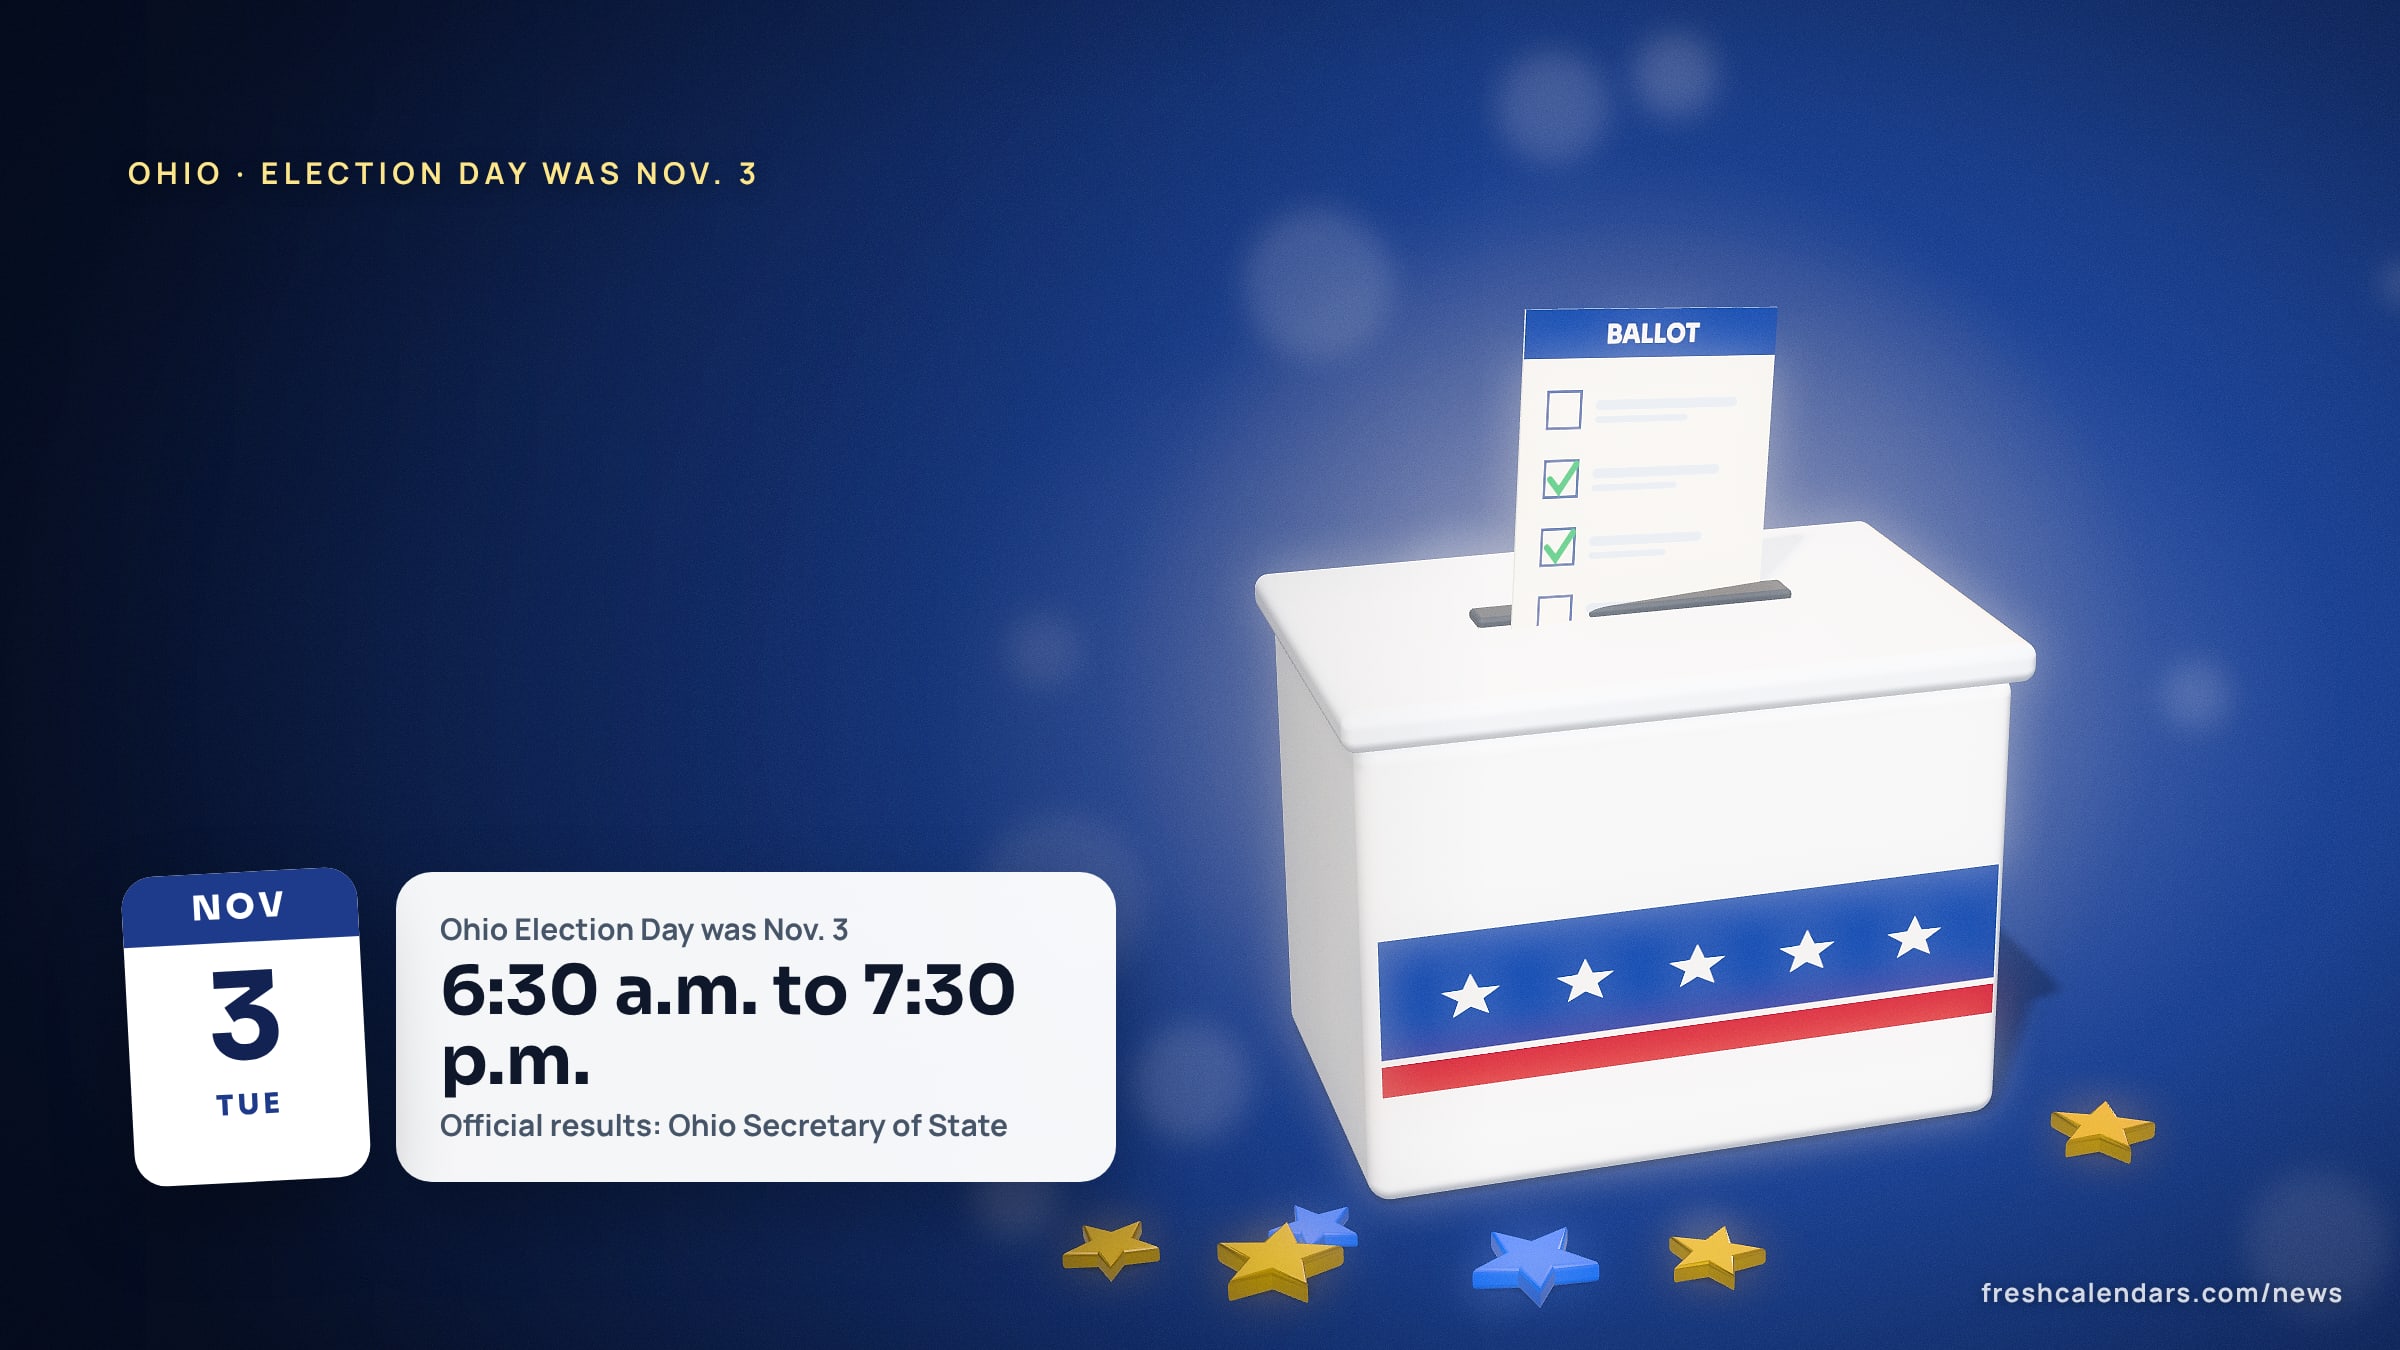 OHIO · ELECTION DAY WAS NOV. 3
BALLOT
NOV
3
TUE
Ohio Election Day was Nov. 3
6:30 a.m. to 7:30
p.m.
Official results: Ohio Secretary of State
freshcalendars.com/news